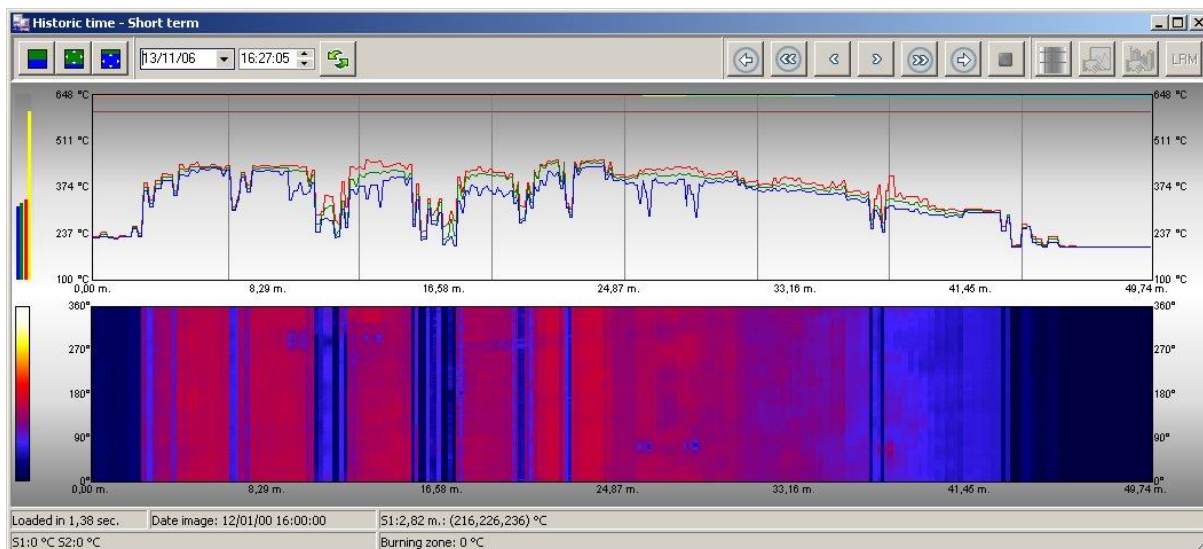 Historic time - Short term
13/11/06 16:27:05 LRM
648 °C 648 °C
511 °C 511 °C
374 °C 374 °C
237 °C 237 °C
100 °C 100 °C
0,00 m. 8,29 m. 16,58 m. 24,87 m. 33,16 m. 41,45 m. 49,74 m.
360° 360°
270° 270°
180° 180°
90° 90°
0° 0°
0,00 m. 8,29 m. 16,58 m. 24,87 m. 33,16 m. 41,45 m. 49,74 m.
Loaded in 1,38 sec. Date image: 12/01/00 16:00:00 S1:2,82 m.: (216,226,236) °C
S1:0 °C S2:0 °C Burning zone: 0 °C